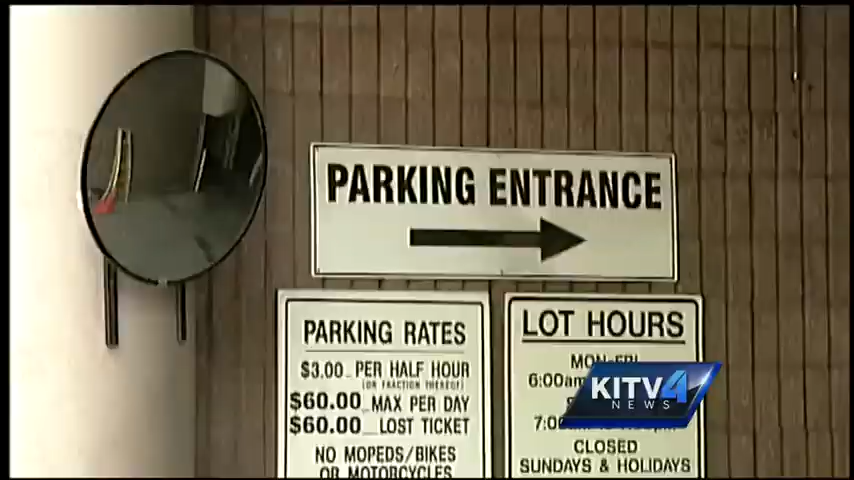 PARKING ENTRANCE
PARKING RATES
$3.00 PER HALF HOUR
(OR FRACTION THEREOF)
$60.00 MAX PER DAY
$60.00 LOST TICKET
NO MOPEDS/BIKES
OR MOTORCYCLES
LOT HOURS
MON-FRI
6:00am
7:0
CLOSED
SUNDAYS & HOLIDAYS
KITV4
NEWS